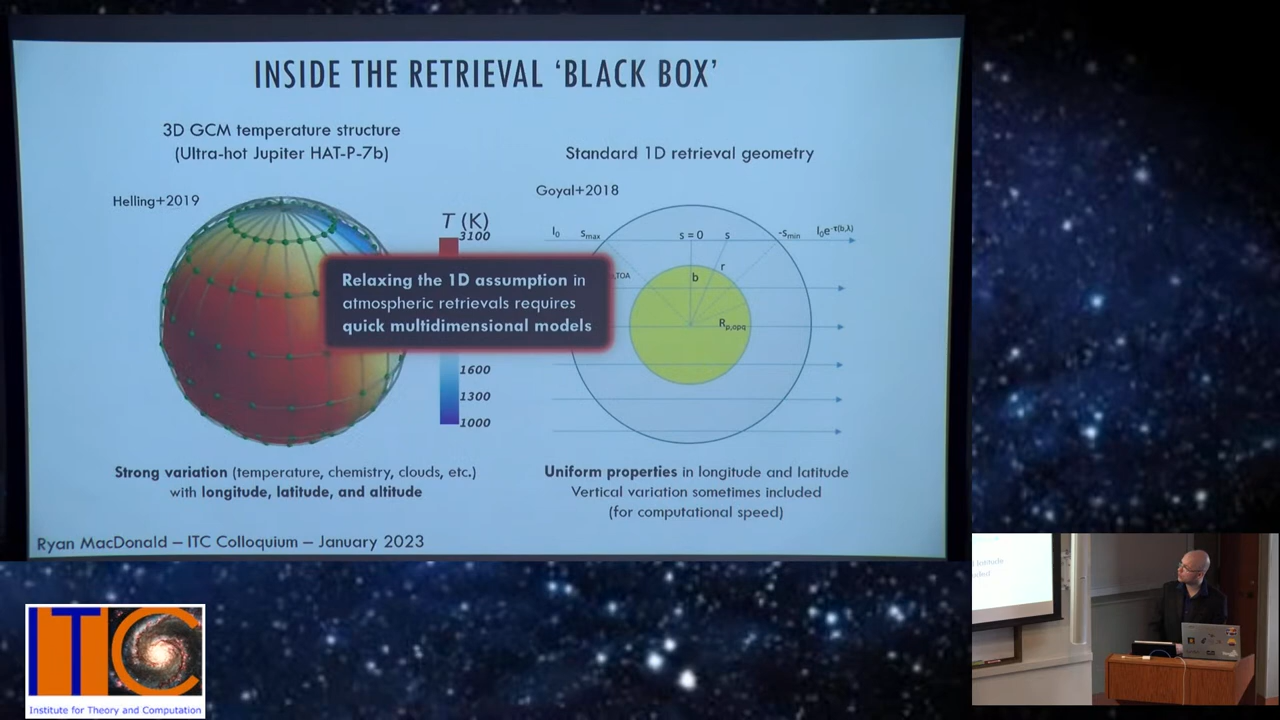 INSIDE THE RETRIEVAL ‘BLACK BOX’
3D GCM temperature structure
(Ultra-hot Jupiter HAT-P-7b)
Helling+2019
T (K)
3100
1600
1300
1000
Strong variation (temperature, chemistry, clouds, etc.)
with longitude, latitude, and altitude
Standard 1D retrieval geometry
Goyal+2018
I₀ sₘₐₓ s = 0 s -sₘᵢₙ I₀e^-τ(b,λ)
,TOA
b
r
Rp,opq
Relaxing the 1D assumption in
atmospheric retrievals requires
quick multidimensional models
Uniform properties in longitude and latitude
Vertical variation sometimes included
(for computational speed)
Ryan MacDonald – ITC Colloquium – January 2023
ITC
Institute for Theory and Computation